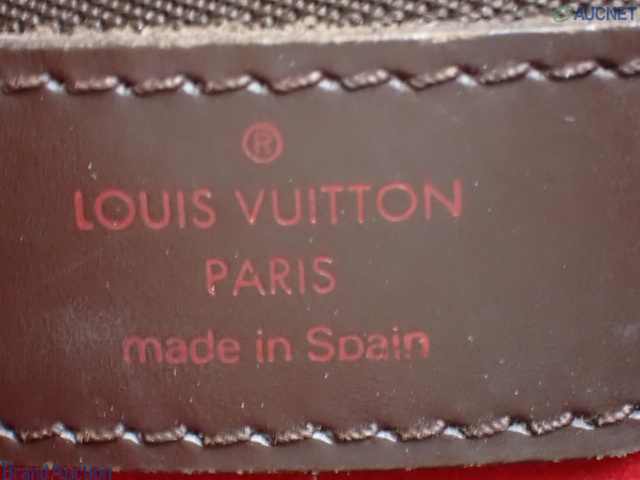 AUCNET
®
LOUIS VUITTON
PARIS
made in Spain
Brand Auction